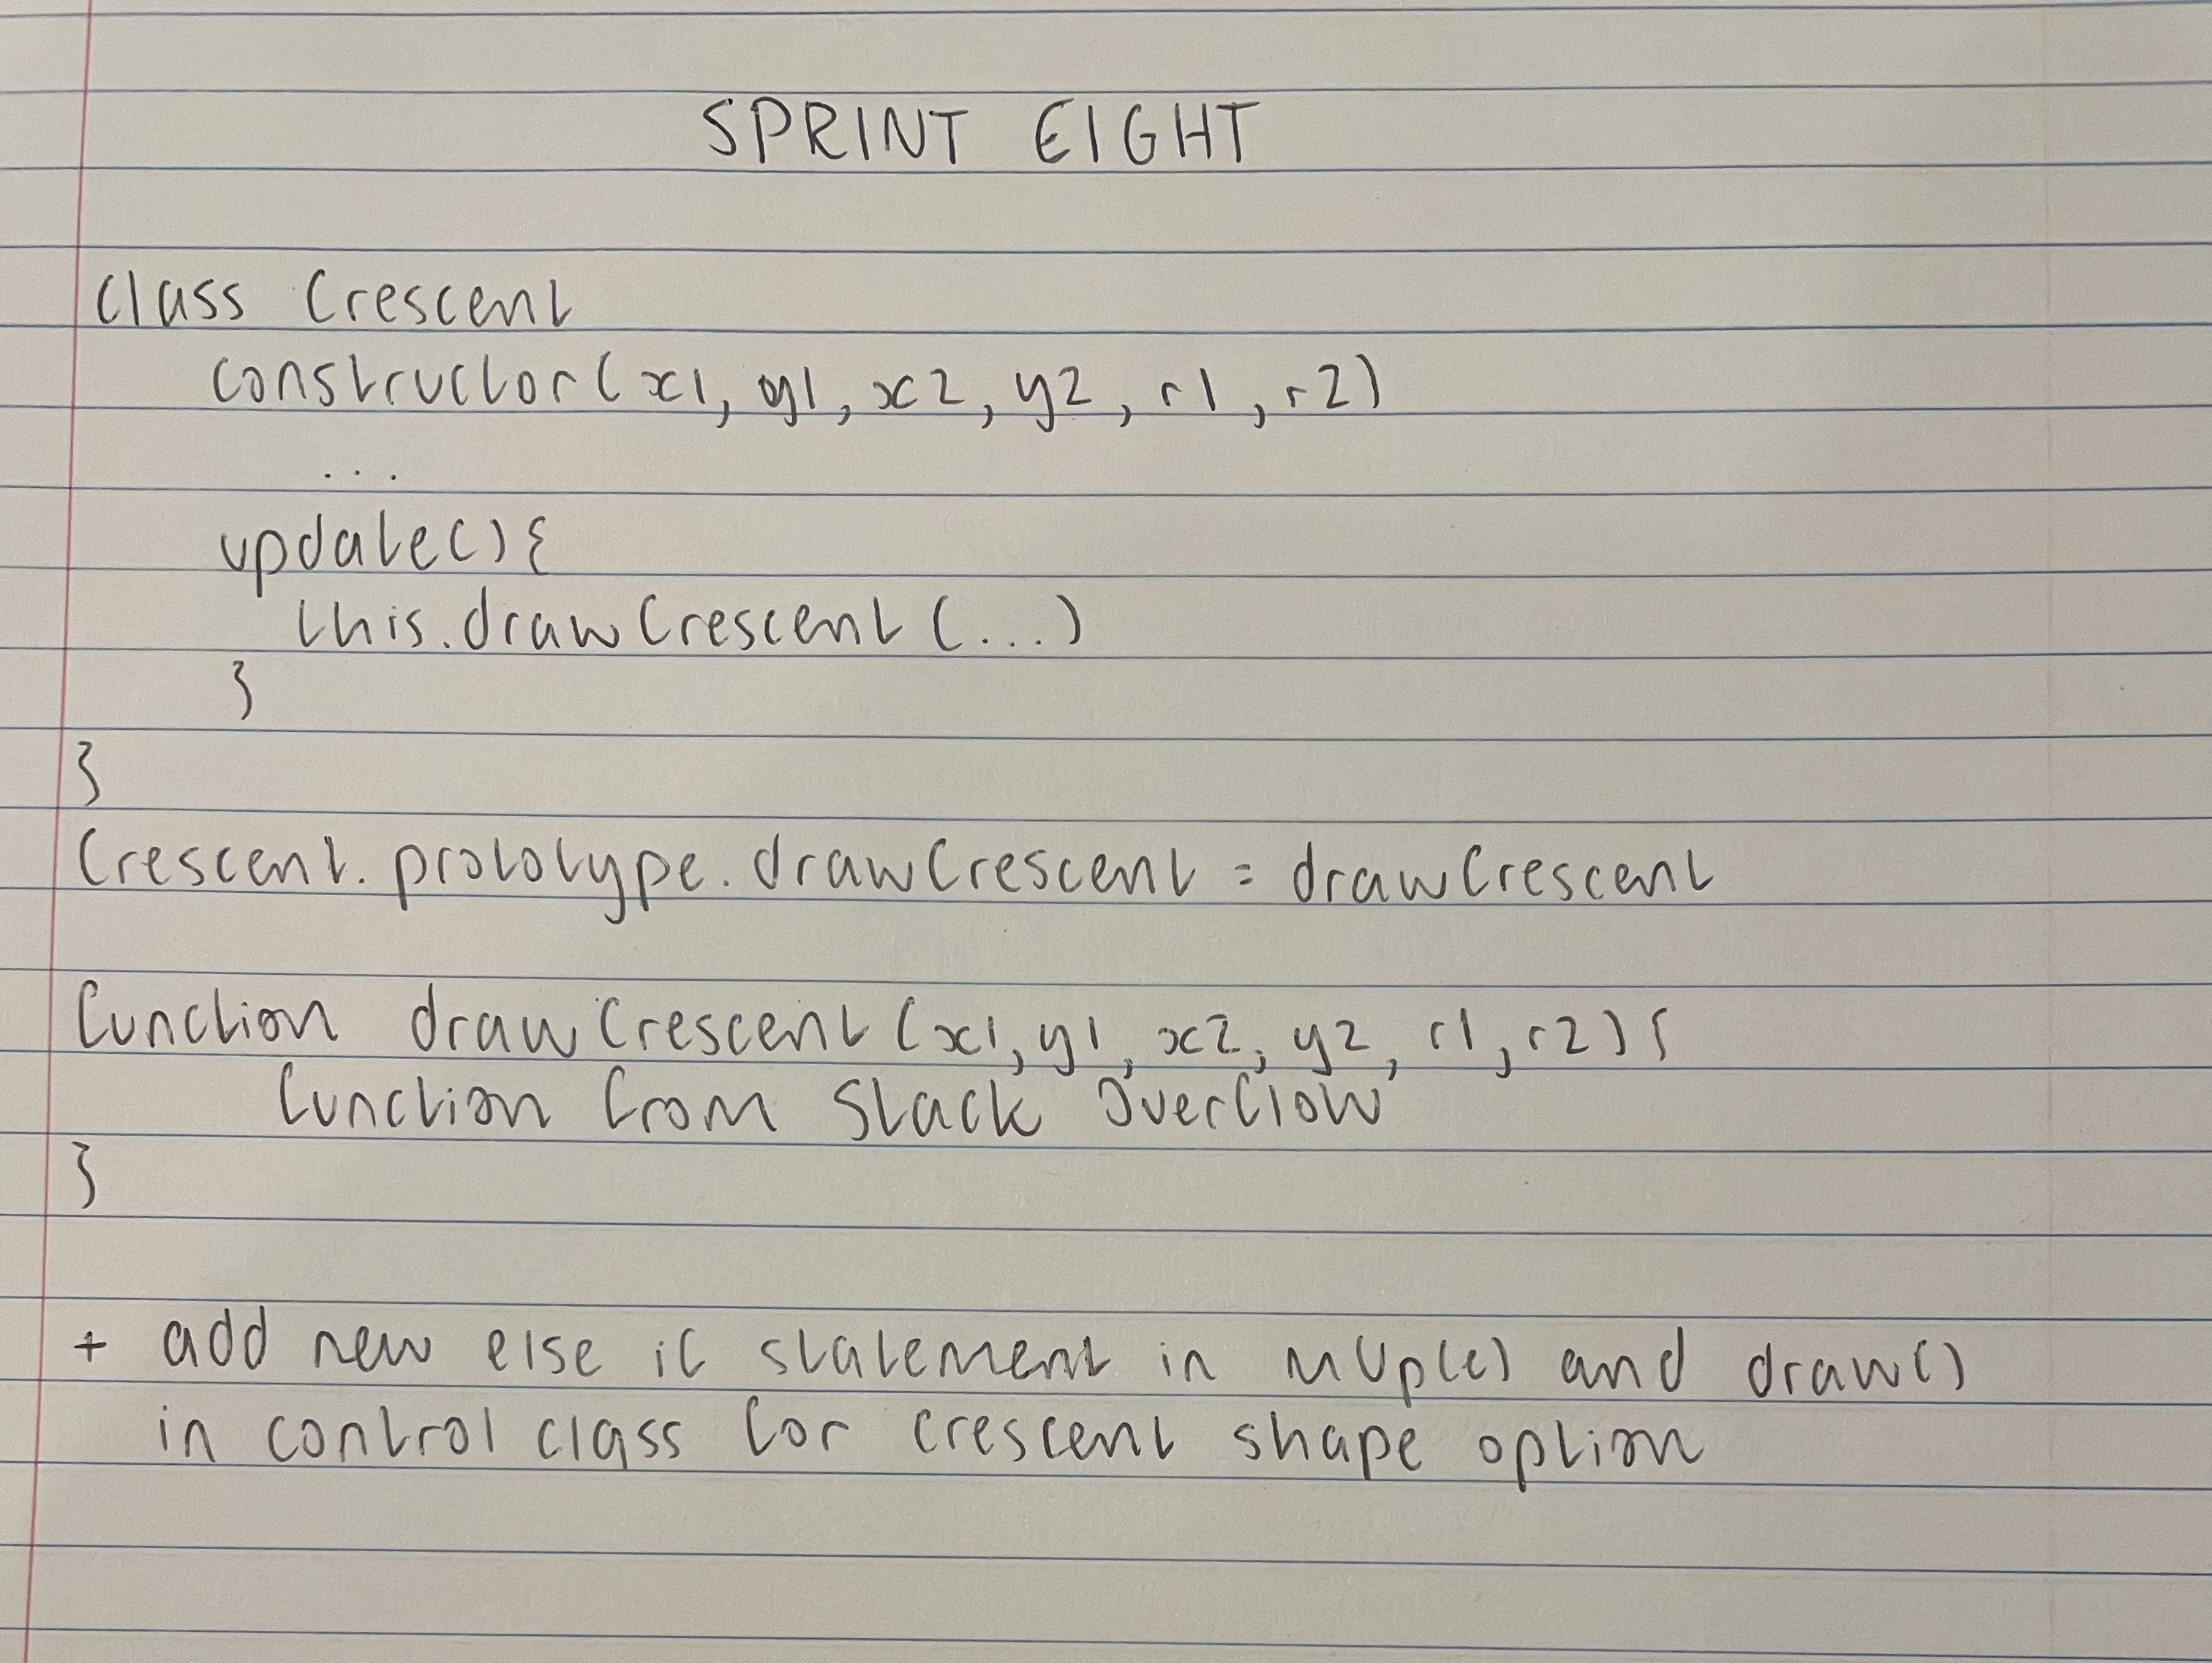 SPRINT EIGHT
class Crescent
constructor(x1, y1, x2, y2, r1, r2)
...
update(){
this.drawCrescent(...)
}
}
Crescent.prototype.drawCrescent = drawCrescent
function drawCrescent(x1, y1, x2, y2, r1, r2){
function from Stack Overflow
}
+ add new else if statement in mUp(e) and draw()
in control class for crescent shape option